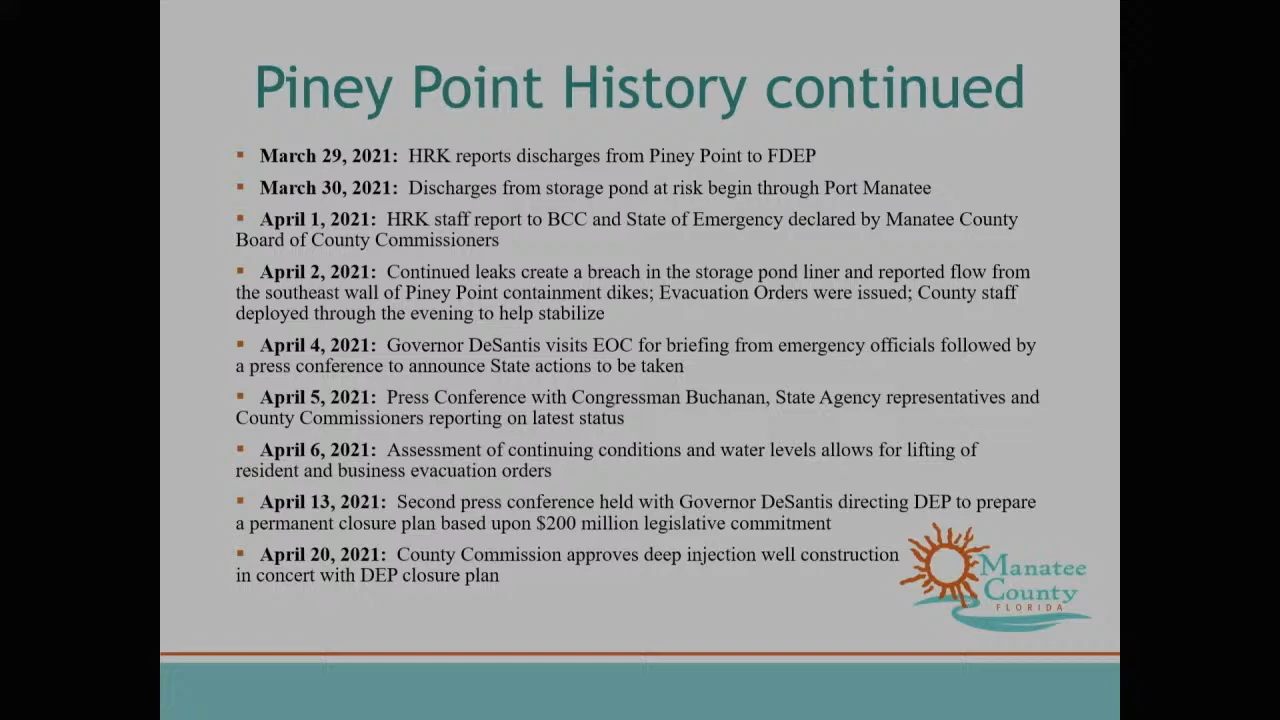 Piney Point History continued
▪ March 29, 2021: HRK reports discharges from Piney Point to FDEP
▪ March 30, 2021: Discharges from storage pond at risk begin through Port Manatee
▪ April 1, 2021: HRK staff report to BCC and State of Emergency declared by Manatee County
Board of County Commissioners
▪ April 2, 2021: Continued leaks create a breach in the storage pond liner and reported flow from
the southeast wall of Piney Point containment dikes; Evacuation Orders were issued; County staff
deployed through the evening to help stabilize
▪ April 4, 2021: Governor DeSantis visits EOC for briefing from emergency officials followed by
a press conference to announce State actions to be taken
▪ April 5, 2021: Press Conference with Congressman Buchanan, State Agency representatives and
County Commissioners reporting on latest status
▪ April 6, 2021: Assessment of continuing conditions and water levels allows for lifting of
resident and business evacuation orders
▪ April 13, 2021: Second press conference held with Governor DeSantis directing DEP to prepare
a permanent closure plan based upon $200 million legislative commitment
▪ April 20, 2021: County Commission approves deep injection well construction
in concert with DEP closure plan
Manatee
County
FLORIDA